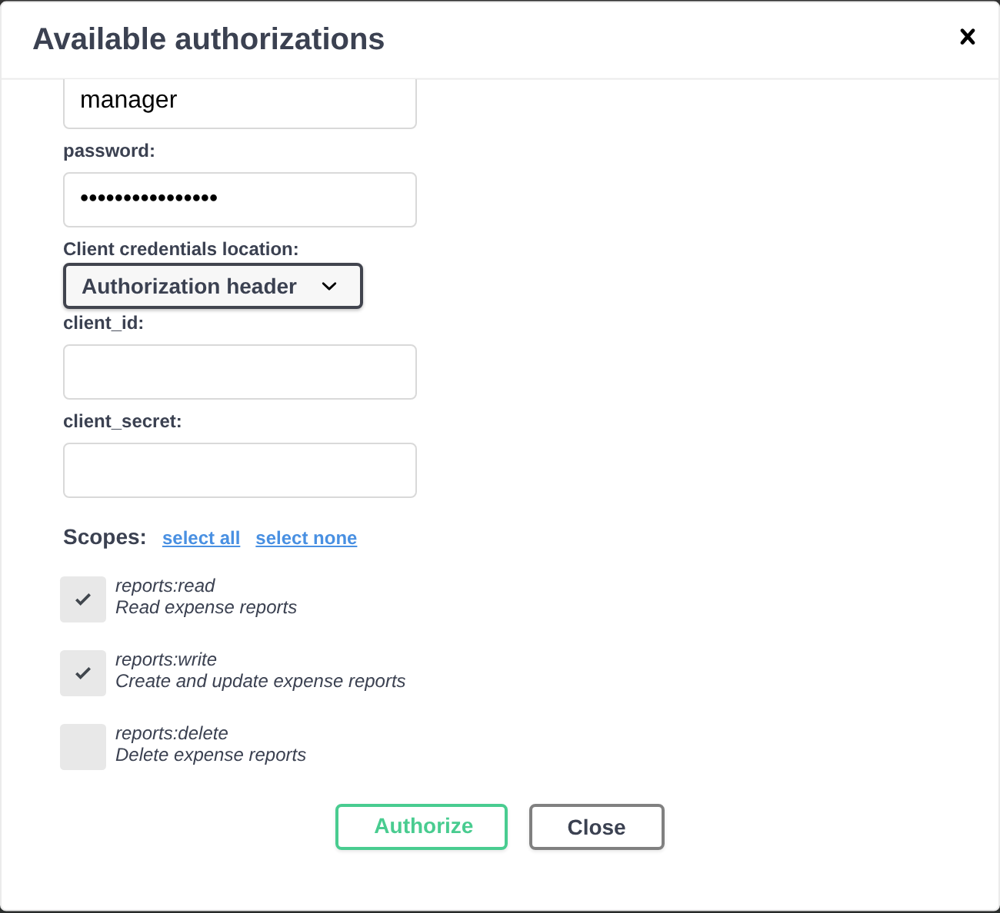 Available authorizations
manager
password:
••••••••••••••••
Client credentials location:
Authorization header
client_id:
client_secret:
Scopes: select all select none
reports:read
Read expense reports
reports:write
Create and update expense reports
reports:delete
Delete expense reports
Authorize Close